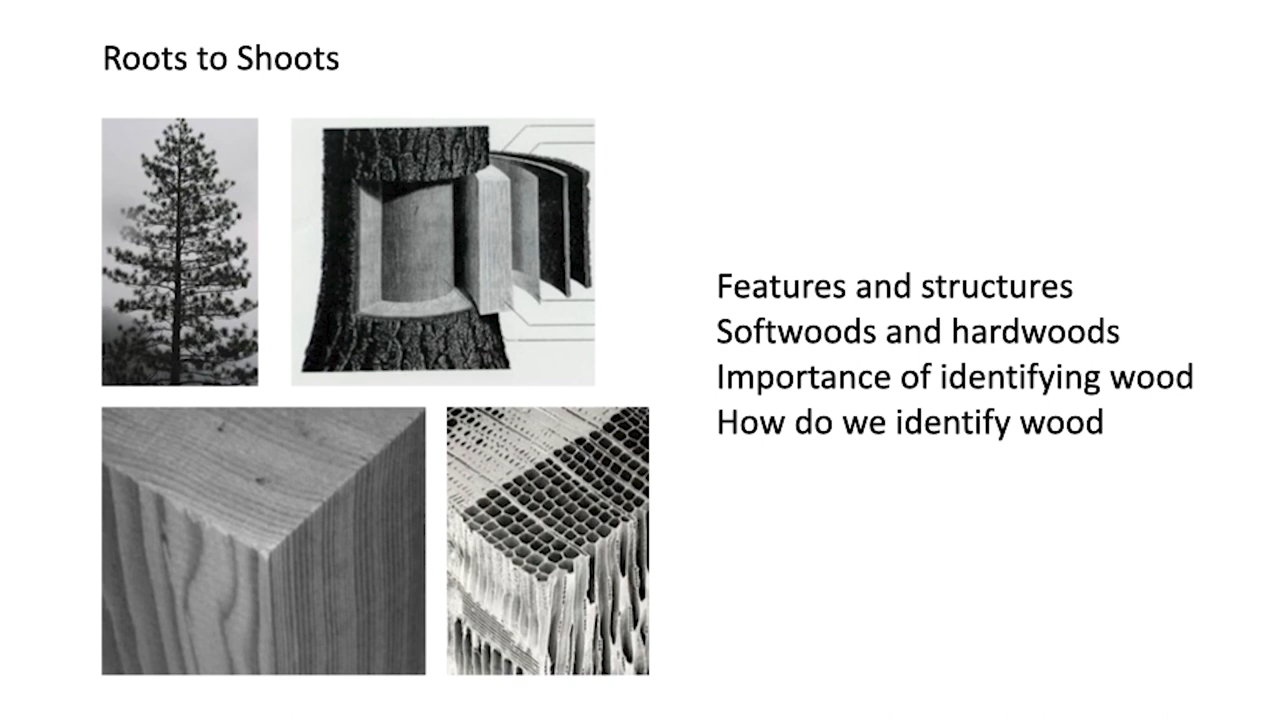 Roots to Shoots
Features and structures
Softwoods and hardwoods
Importance of identifying wood
How do we identify wood